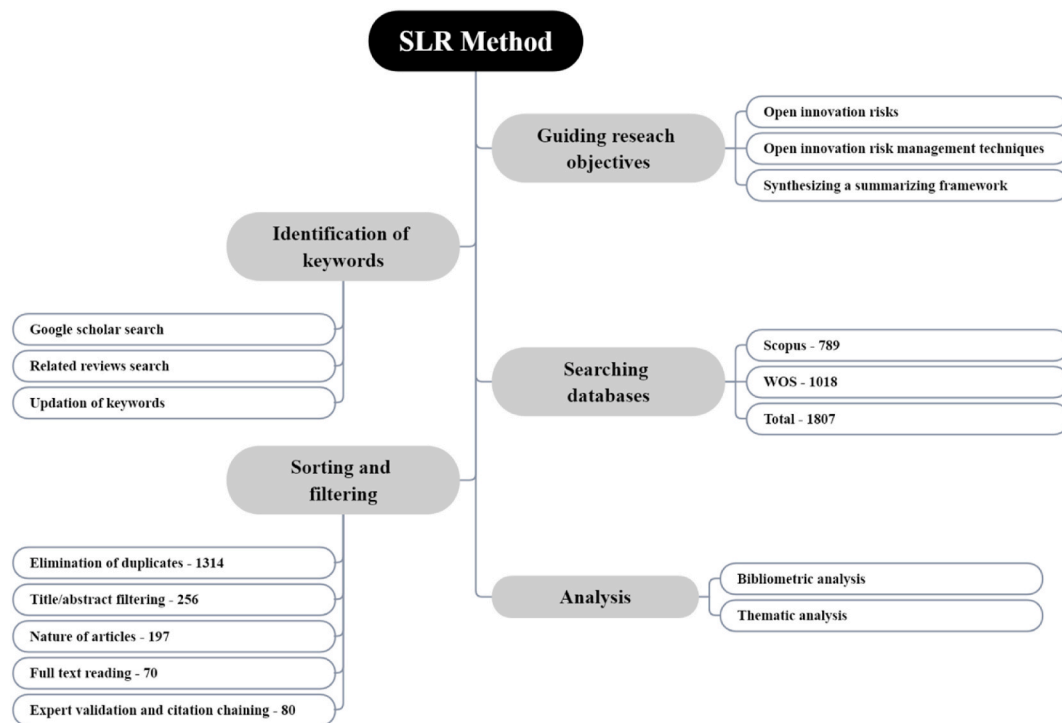 SLR Method
Guiding reseach
objectives
Open innovation risks
Open innovation risk management techniques
Synthesizing a summarizing framework
Identification of
keywords
Google scholar search
Related reviews search
Updation of keywords
Searching
databases
Scopus - 789
WOS - 1018
Total - 1807
Sorting and
filtering
Elimination of duplicates - 1314
Title/abstract filtering - 256
Nature of articles - 197
Full text reading - 70
Expert validation and citation chaining - 80
Analysis
Bibliometric analysis
Thematic analysis